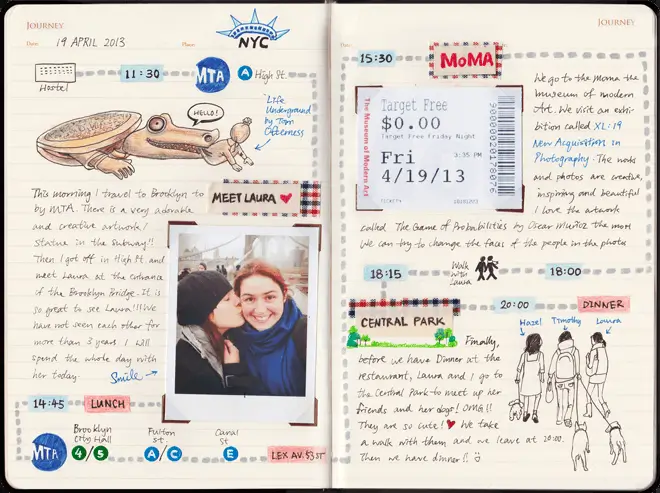 JOURNEY
Date: 19 APRIL 2013 Place:
NYC
Hostel
11:30
MTA
A High St.
"Life
Underground
by Tom
Otterness
HELLO!
This morning I travel to Brooklyn to
by MTA. There is a very adorable
and creative artwork/
statue in the subway!!
Then I got off in High St. and
meet Laura at the entrance
of the Brooklyn Bridge. It is
so great to see Laura!!! We
have not seen each other for
more than 3 years. I will
spend the whole day with
her today.
Smile
MEET LAURA
14:45
LUNCH
MTA
Brooklyn
City Hall
4/5
Fulton
St
A/C
Canal
St
E
LEX AV. $3 ST
JOURNEY
15:30
MoMA
Target Free
$0.00
Target Free Friday Night
Fri 3:35 PM
4/19/13
The Museum of Modern Art
We go to the Moma the
museum of modern
Art. We visit an exhi-
bition called XL:19
New Acquisition in
Photography. The works
and photos are creative,
inspiring and beautiful
I love the artwork
called The Game of Probabilities by Oscar Muñoz the most
We can try to change the faces of the people in the photo
18:15
Walk
with
Laura
18:00
CENTRAL PARK
20:00
DINNER
Finally,
before we have Dinner at the
restaurant, Laura and I go to
the Central Park to meet up her
friends and her dogs! OMG!!
They are so cute! We take
a walk with them and we leave at 20:00.
Then we have dinner!!
Hazel
Timothy
Laura